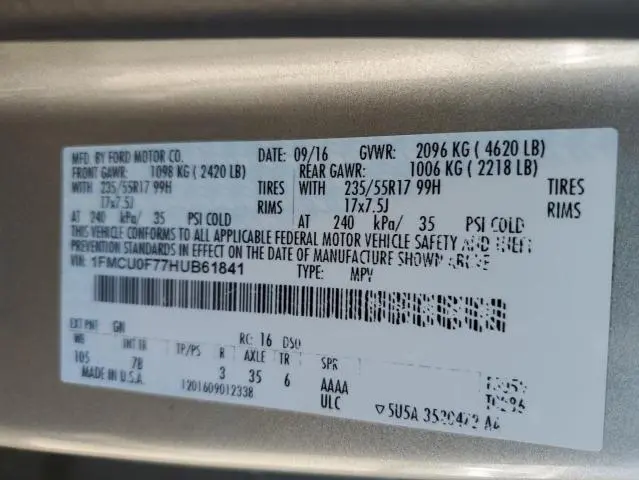 MFD. BY FORD MOTOR CO. DATE: 09/16 GVWR: 2096 KG ( 4620 LB)
FRONT GAWR: 1098 KG ( 2420 LB) REAR GAWR: 1006 KG ( 2218 LB)
WITH 235/55R17 99H TIRES WITH 235/55R17 99H TIRES
17x7.5J RIMS 17x7.5J RIMS
AT 240 kPa/ 35 PSI COLD AT 240 kPa/ 35 PSI COLD
THIS VEHICLE CONFORMS TO ALL APPLICABLE FEDERAL MOTOR VEHICLE SAFETY AND THEFT
PREVENTION STANDARDS IN EFFECT ON THE DATE OF MANUFACTURE SHOWN ABOVE
VIN: 1FMCU0F77HUB61841 TYPE: MPV
EXT PNT GN RC: 16 DSO
WB INT TR TP/PS R AXLE TR SPR
105 7B 3 35 6 AAAA
MADE IN U.S.A. 1201609012338 ULC
▽5U5A 3520472 AA